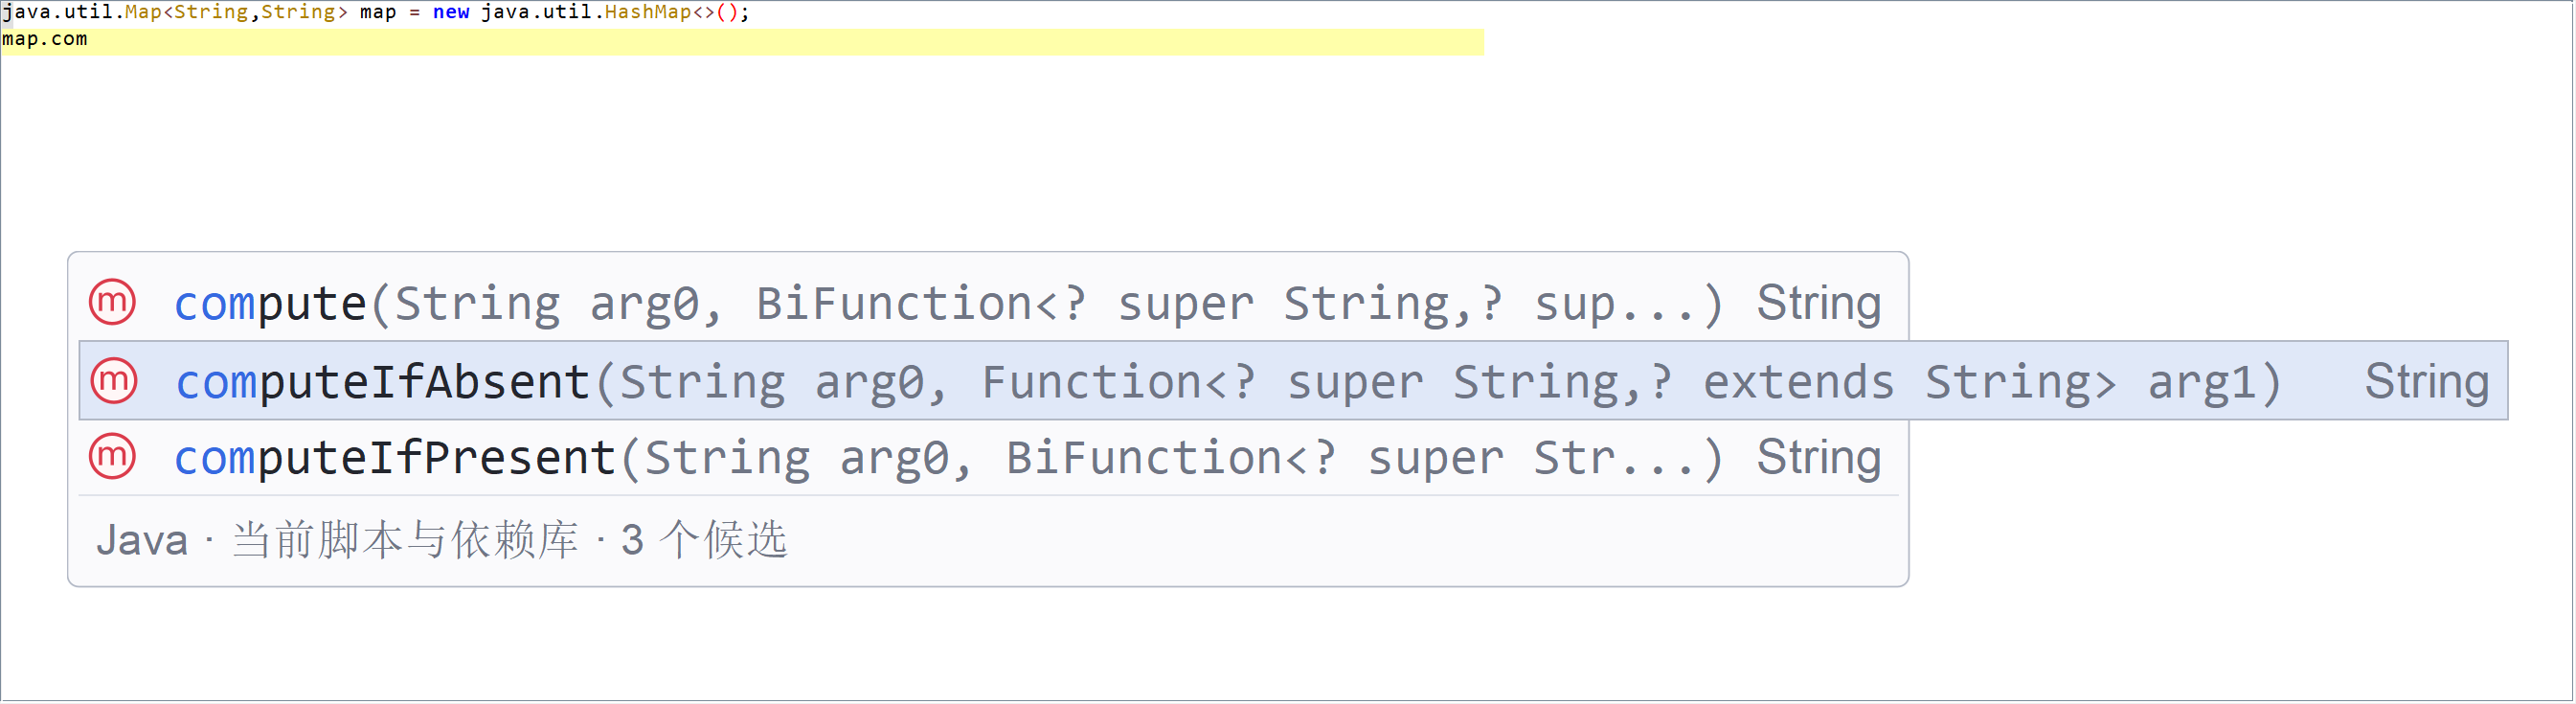 java.util.Map<String,String> map = new java.util.HashMap<>();
map.com
m compute(String arg0, BiFunction<? super String,? sup...) String
m computeIfAbsent(String arg0, Function<? super String,? extends String> arg1) String
m computeIfPresent(String arg0, BiFunction<? super Str...) String
Java · 当前脚本与依赖库 · 3 个候选